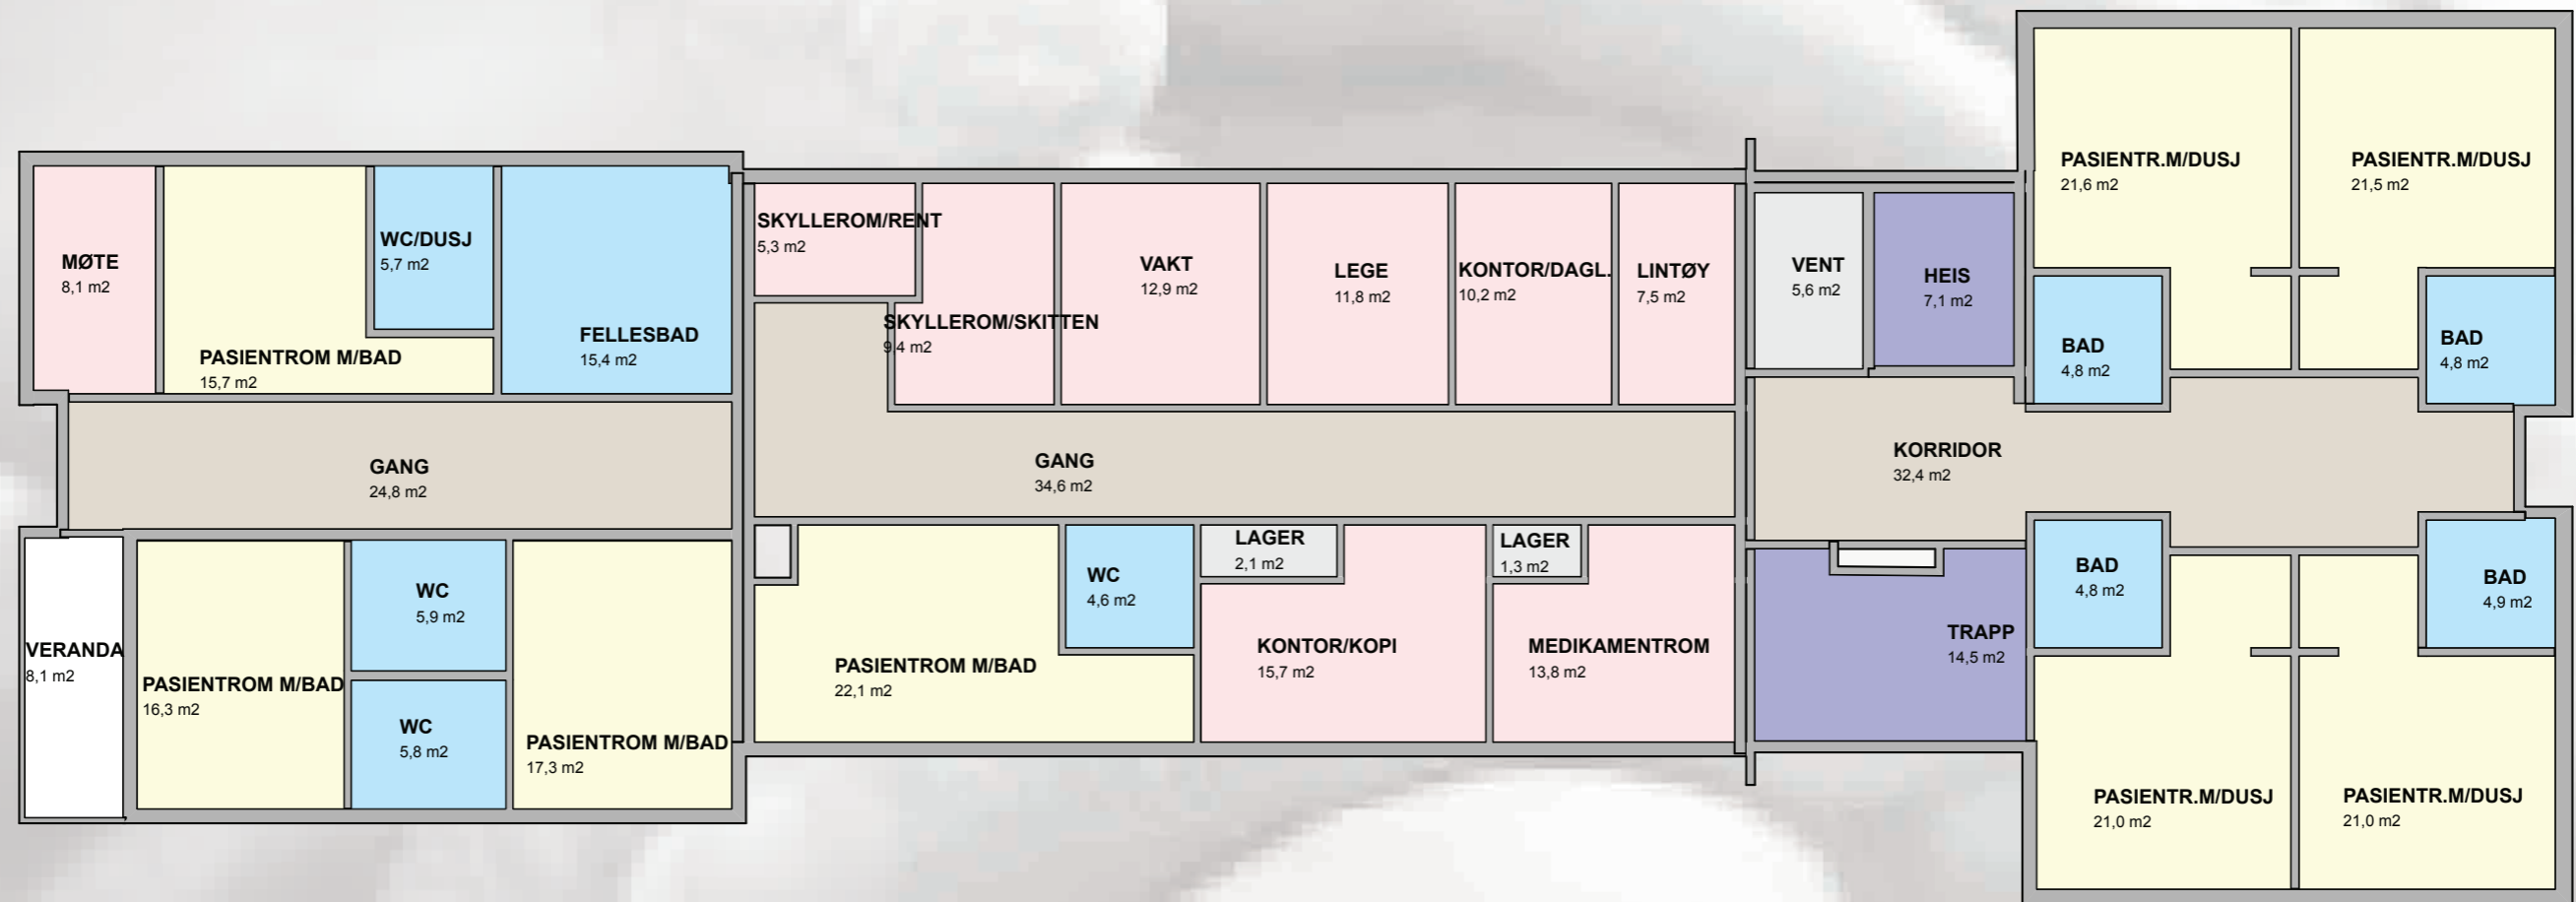 PASIENTR.M/DUSJ
21,6 m2
PASIENTR.M/DUSJ
21,5 m2
MØTE
8,1 m2
PASIENTROM M/BAD
15,7 m2
WC/DUSJ
5,7 m2
FELLESBAD
15,4 m2
SKYLLEROM/RENT
5,3 m2
SKYLLEROM/SKITTEN
9,4 m2
VAKT
12,9 m2
LEGE
11,8 m2
KONTOR/DAGL.
10,2 m2
LINTØY
7,5 m2
VENT
5,6 m2
HEIS
7,1 m2
BAD
4,8 m2
BAD
4,8 m2
GANG
24,8 m2
GANG
34,6 m2
KORRIDOR
32,4 m2
VERANDA
8,1 m2
PASIENTROM M/BAD
16,3 m2
WC
5,9 m2
WC
5,8 m2
PASIENTROM M/BAD
17,3 m2
PASIENTROM M/BAD
22,1 m2
WC
4,6 m2
LAGER
2,1 m2
KONTOR/KOPI
15,7 m2
LAGER
1,3 m2
MEDIKAMENTROM
13,8 m2
TRAPP
14,5 m2
BAD
4,8 m2
BAD
4,9 m2
PASIENTR.M/DUSJ
21,0 m2
PASIENTR.M/DUSJ
21,0 m2